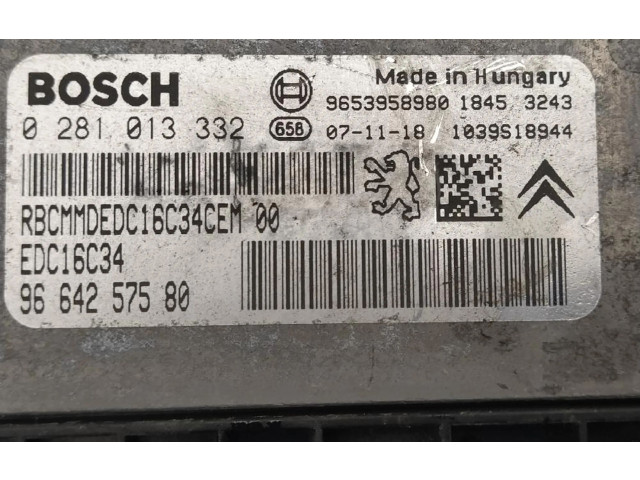 BOSCH
Made in Hungary
9653958980 1845 3243
0 281 013 332 656 07-11-18 1039S18944
RBCMMDEDC16C34CEM 00
EDC16C34
96 642 575 80